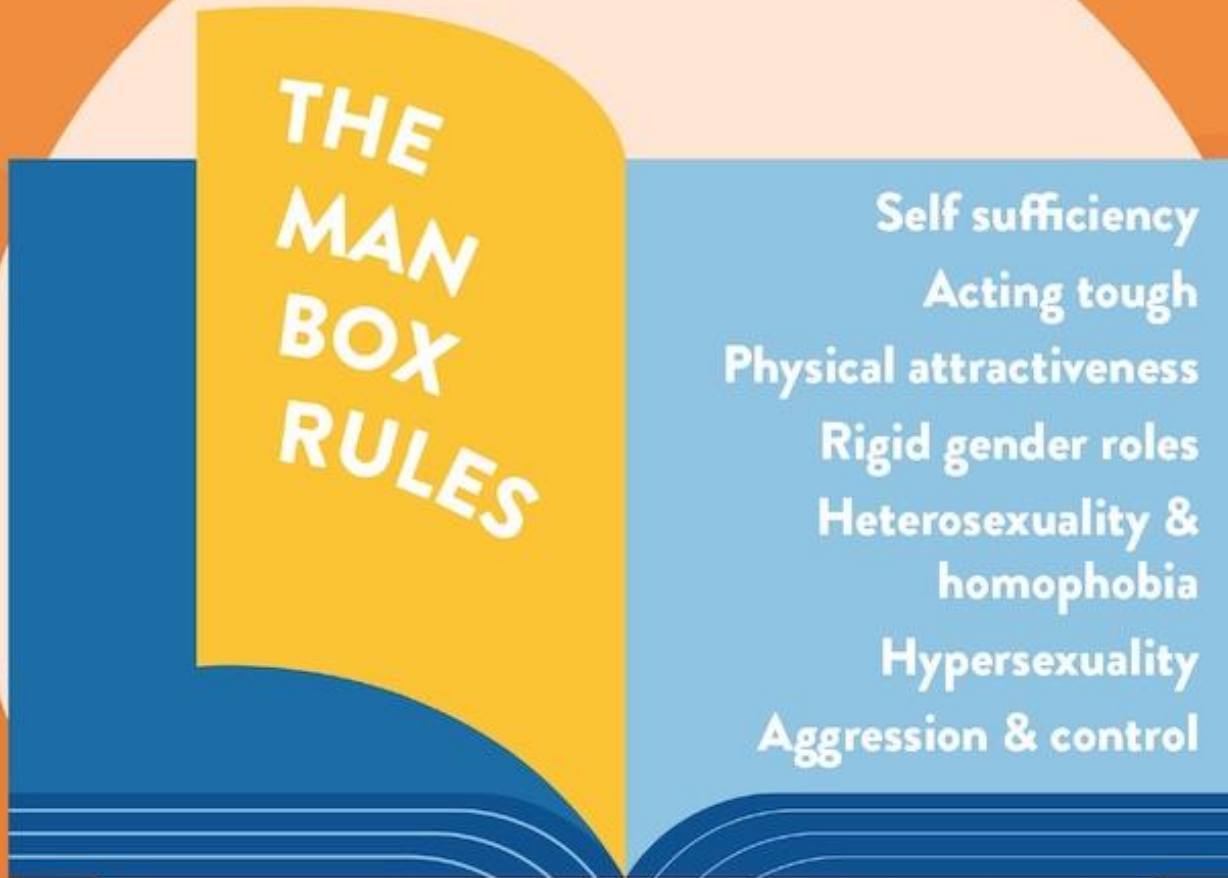 THE
MAN
BOX
RULES
Self sufficiency
Acting tough
Physical attractiveness
Rigid gender roles
Heterosexuality &
homophobia
Hypersexuality
Aggression & control